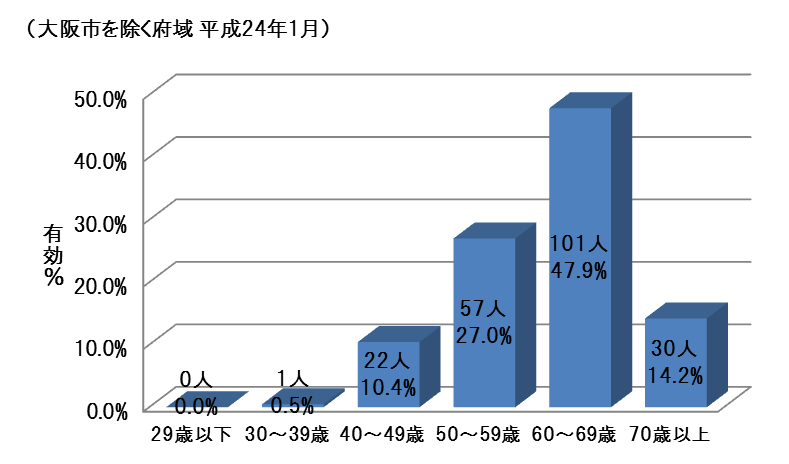 （大阪市を除く府域 平成24年1月）
50.0%
40.0%
30.0%
20.0%
10.0%
0.0%
有効%
0人
0.0%
1人
0.5%
22人
10.4%
57人
27.0%
101人
47.9%
30人
14.2%
29歳以下
30～39歳
40～49歳
50～59歳
60～69歳
70歳以上